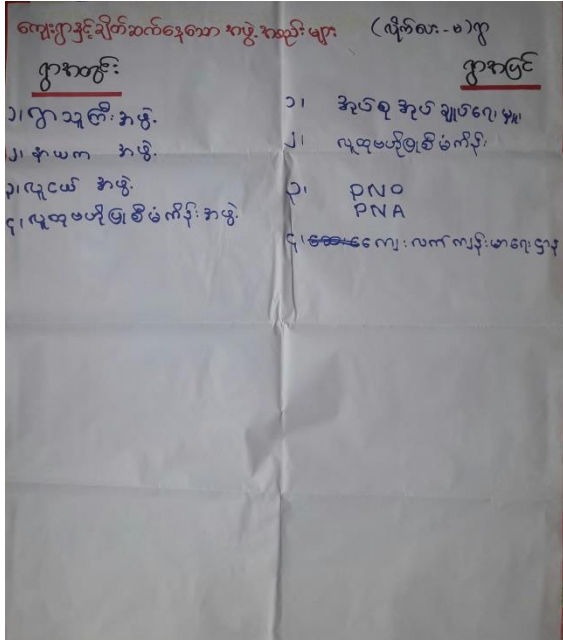 ကျေးရွာနှင့်ချိတ်ဆက်နေသော အဖွဲ့အစည်းများ (လိုက်လး - ဗ) ရွာ
ရွာအတွင်း
၁၊ ရွာသူကြီး အဖွဲ့
၂၊ နာယက အဖွဲ့
၃၊ လူငယ် အဖွဲ့
၄၊ လူထုဗဟိုပြုစီမံကိန်းအဖွဲ့
ရွာအပြင်
၁၊ အုပ်စု အုပ်ချုပ်ရေးမှူး
၂၊ လူထုဗဟိုပြုစီမံကိန်း
၃၊ PNO
PNA
၄၊ ကျေးလက်ကျန်းမာရေးဌာန